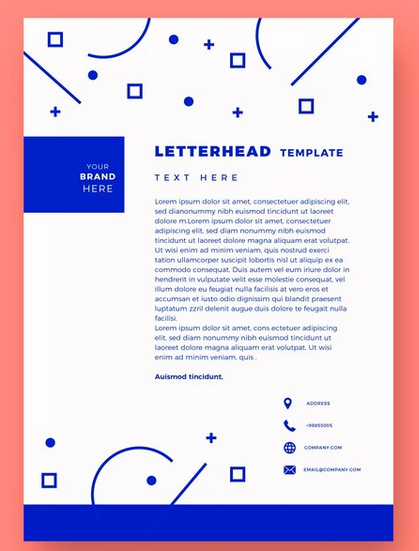 YOUR
BRAND
HERE
LETTERHEAD TEMPLATE
TEXT HERE
Lorem ipsum dolor sit amet, consectetuer adipiscing elit,
sed dianonummy nibh euismod tincidunt ut laoreet
dolore m.Lorem ipsum dolor sit amet, consectetuer
adipiscing elit, sed diam nonummy nibh euismod
tincidunt ut laoreet dolore magna aliquam erat volutpat.
Ut wisi enim ad minim veniam, quis nostrud exerci
tation ullamcorper suscipit lobortis nisl ut aliquip ex ea
commodo consequat. Duis autem vel eum iriure dolor in
hendrerit in vulputate velit esse molestie consequat, vel
illum dolore eu feugiat nulla facilisis at vero eros et
accumsan et iusto odio dignissim qui blandit praesent
luptatum zzril delenit augue duis dolore te feugait nulla
facilisi.
Lorem ipsum dolor sit amet, cons ectetuer adipiscing
elit, sed diam nonummy nibh euismod tincidunt ut
laoreet dolore magna aliquam erat volutpat. Ut wisi
enim ad minim veniam, quis .
Auismod tincidunt,
ADDRESS
+99855005
COMPANY.COM
EMAIL@COMPANY.COM